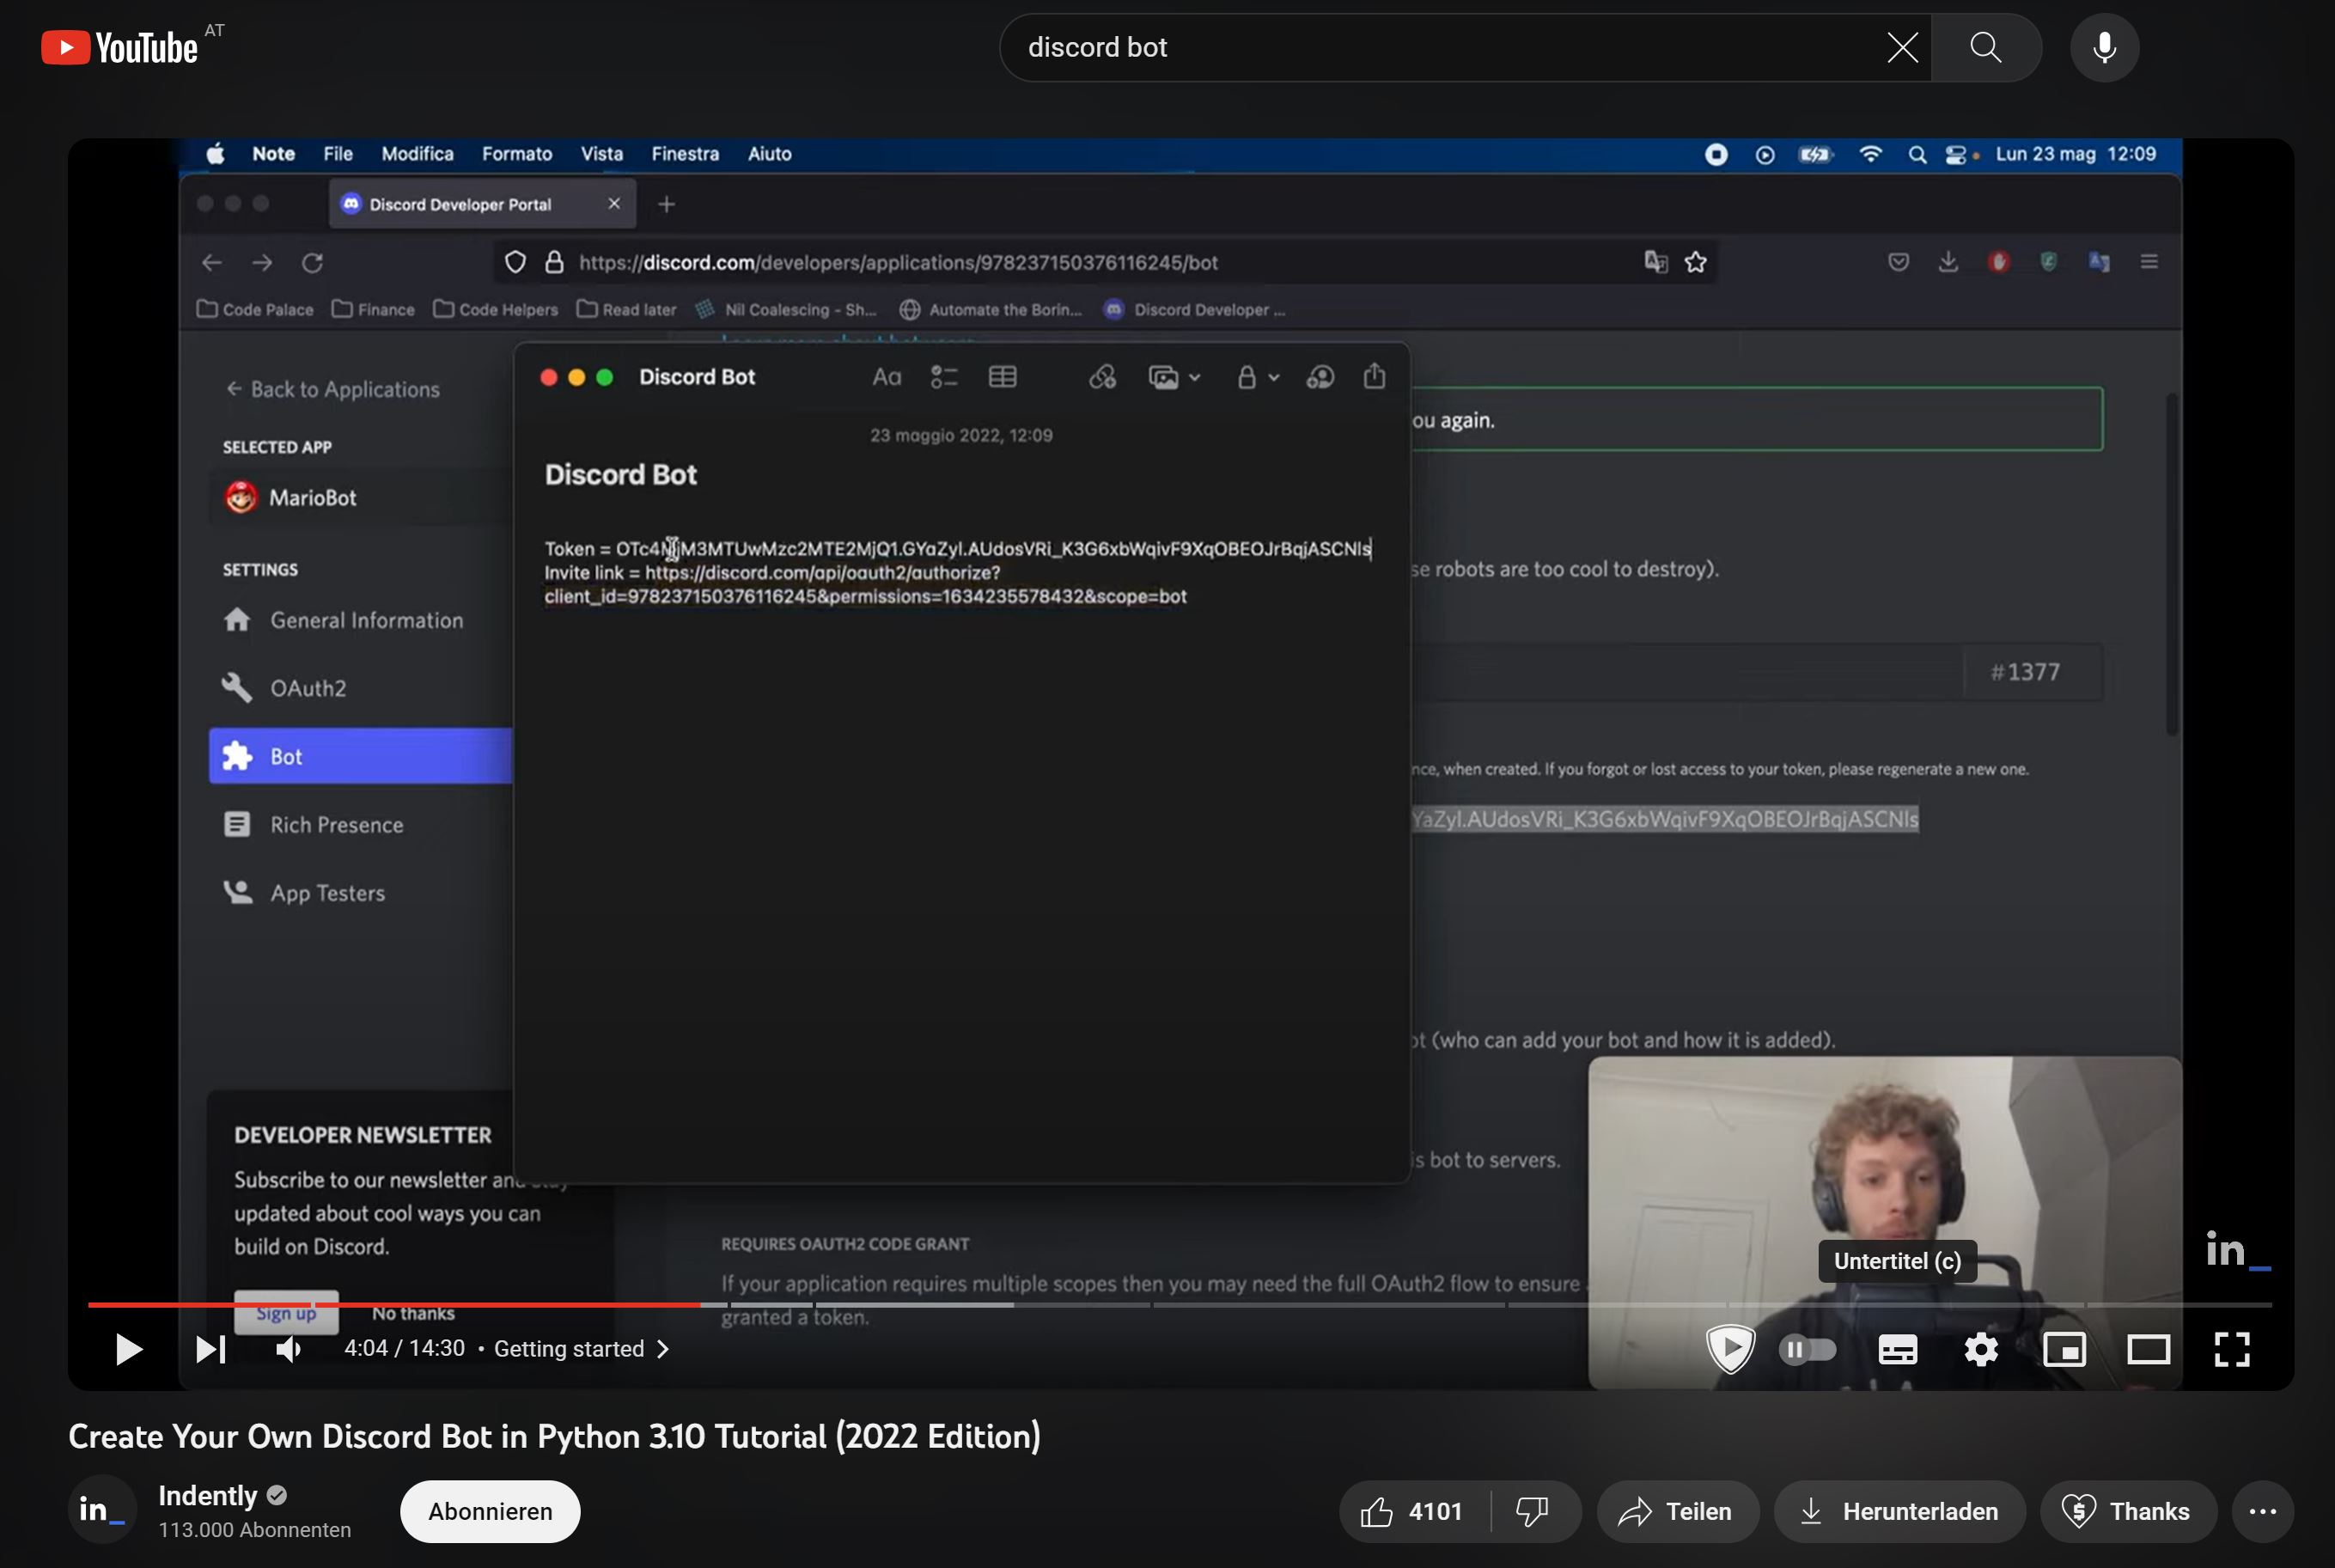 YouTube AT
discord bot
Note File Modifica Formato Vista Finestra Aiuto
Lun 23 mag 12:09
Discord Developer Portal
https://discord.com/developers/applications/978237150376116245/bot
Code Palace Finance Code Helpers Read later Nil Coalescing - Sh... Automate the Borin... Discord Developer ...
← Back to Applications
SELECTED APP
MarioBot
SETTINGS
General Information
OAuth2
Bot
Rich Presence
App Testers
DEVELOPER NEWSLETTER
Subscribe to our newsletter and
updated about cool ways you can
build on Discord.
Sign up No thanks
Discord Bot
Aa
23 maggio 2022, 12:09
Discord Bot
Token =
Invite link = https://discord.com/api/oauth2/authorize?
client_id=978237150376116245&permissions=1634235578432&scope=bot
ou again.
se robots are too cool to destroy).
#1377
nce, when created. If you forgot or lost access to your token, please regenerate a new one.
ot (who can add your bot and how it is added).
is bot to servers.
REQUIRES OAUTH2 CODE GRANT
If your application requires multiple scopes then you may need the full OAuth2 flow to ensure
granted a token.
in_
Untertitel (c)
4:04 / 14:30 • Getting started
Create Your Own Discord Bot in Python 3.10 Tutorial (2022 Edition)
in_
Indently
113.000 Abonnenten
Abonnieren
4101
Teilen
Herunterladen
Thanks